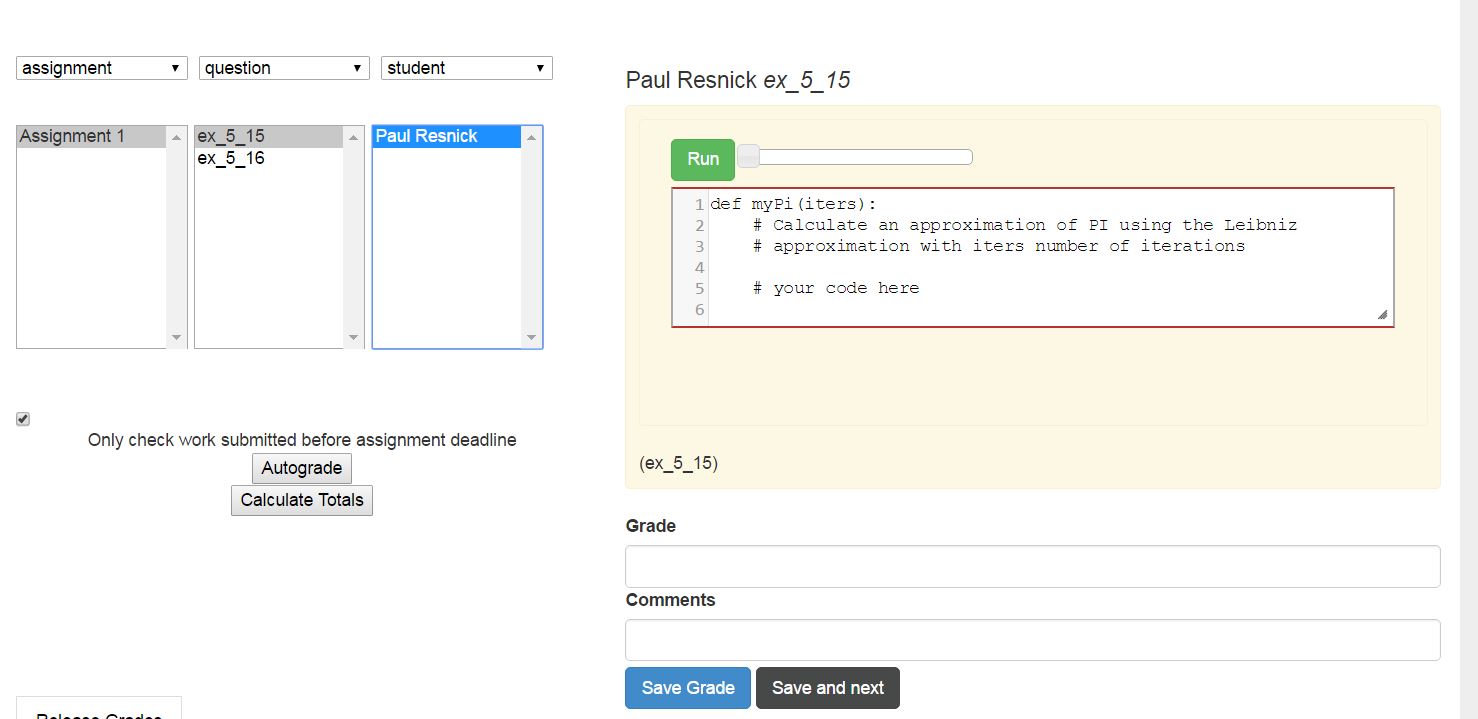 assignment
question
student
Assignment 1
ex_5_15
ex_5_16
Paul Resnick
Only check work submitted before assignment deadline
Autograde
Calculate Totals
Release Grades
Paul Resnick ex_5_15
Run
1 def myPi(iters):
2     # Calculate an approximation of PI using the Leibniz
3     # approximation with iters number of iterations
4
5     # your code here
6
(ex_5_15)
Grade
Comments
Save Grade
Save and next